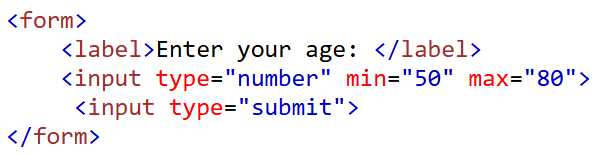 <form>
<label>Enter your age: </label>
<input type="number" min="50" max="80">
<input type="submit">
</form>